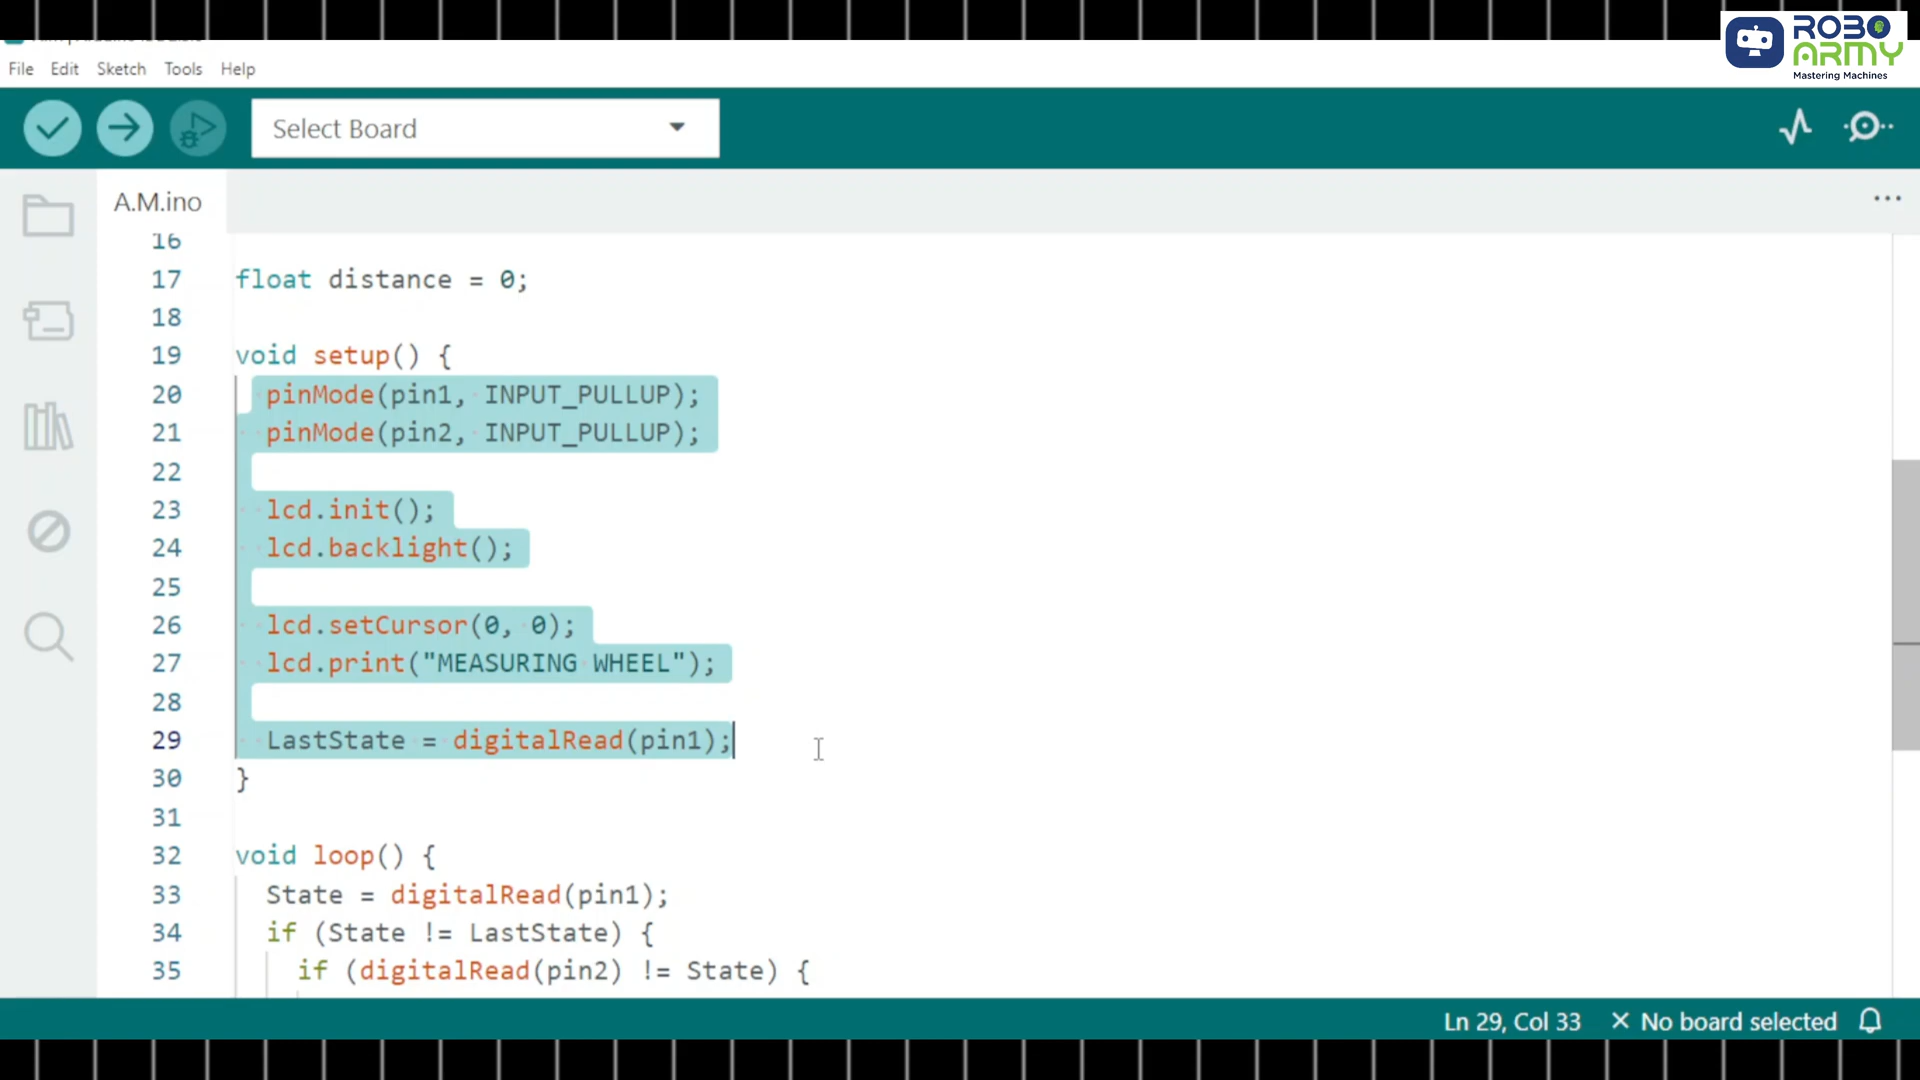 ROBO
ARMY
Mastering Machines
File Edit Sketch Tools Help
Select Board
A.M.ino
16
17 float distance = 0;
18
19 void setup() {
20 pinMode(pin1, INPUT_PULLUP);
21 pinMode(pin2, INPUT_PULLUP);
22
23 lcd.init();
24 lcd.backlight();
25
26 lcd.setCursor(0, 0);
27 lcd.print("MEASURING WHEEL");
28
29 LastState = digitalRead(pin1);
30 }
31
32 void loop() {
33 State = digitalRead(pin1);
34 if (State != LastState) {
35 if (digitalRead(pin2) != State) {
Ln 29, Col 33 No board selected